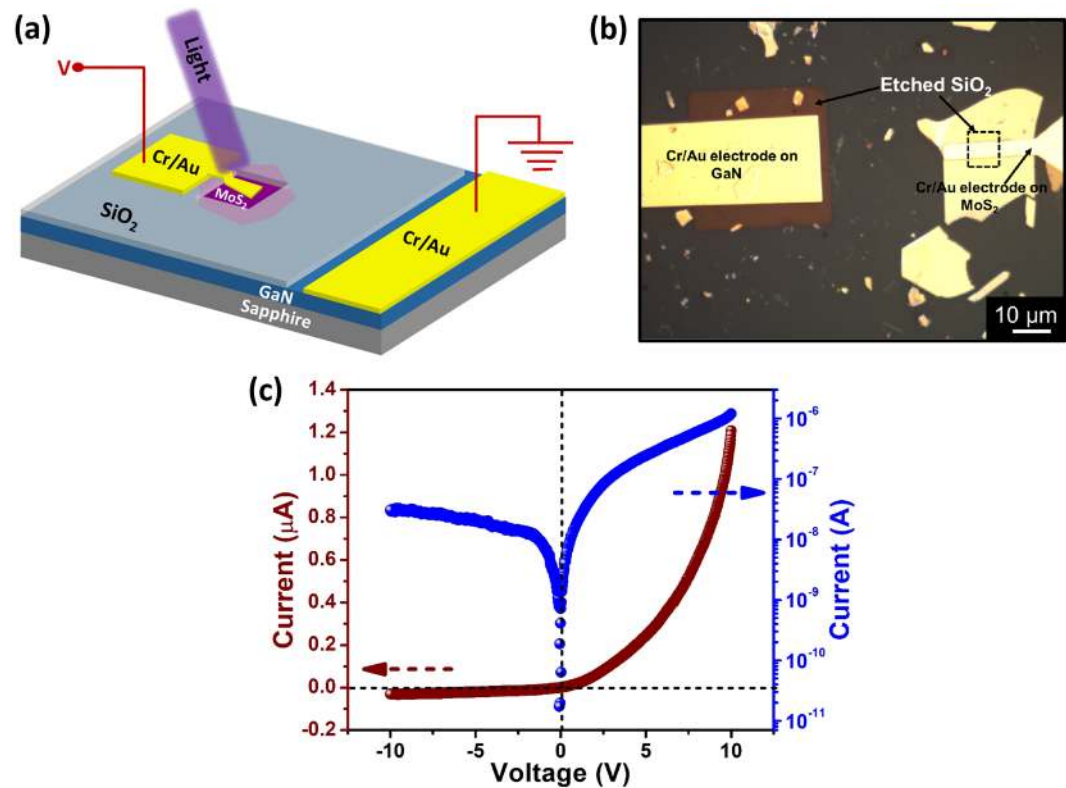 (a)
V
Light
Cr/Au
MoS₂
SiO₂
Cr/Au
GaN
Sapphire
(b)
Etched SiO₂
Cr/Au electrode on
GaN
Cr/Au electrode on
MoS₂
10 µm
(c)
Current (µA)
1.4
1.2
1.0
0.8
0.6
0.4
0.2
0.0
-0.2
-10
-5
0
5
10
Voltage (V)
10⁻⁶
10⁻⁷
10⁻⁸
10⁻⁹
10⁻¹⁰
10⁻¹¹
Current (A)